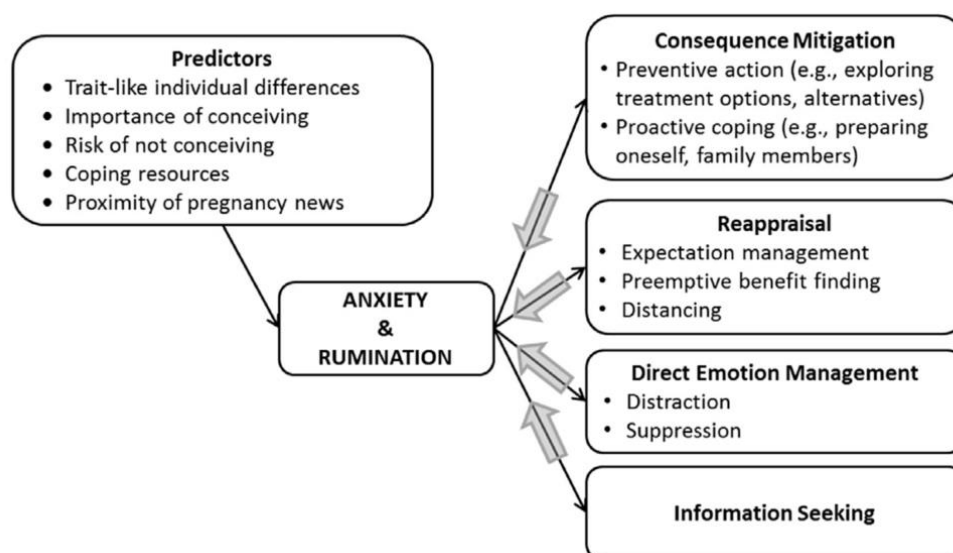 Predictors
• Trait-like individual differences
• Importance of conceiving
• Risk of not conceiving
• Coping resources
• Proximity of pregnancy news
ANXIETY
&
RUMINATION
Consequence Mitigation
• Preventive action (e.g., exploring
treatment options, alternatives)
• Proactive coping (e.g., preparing
oneself, family members)
Reappraisal
• Expectation management
• Preemptive benefit finding
• Distancing
Direct Emotion Management
• Distraction
• Suppression
Information Seeking